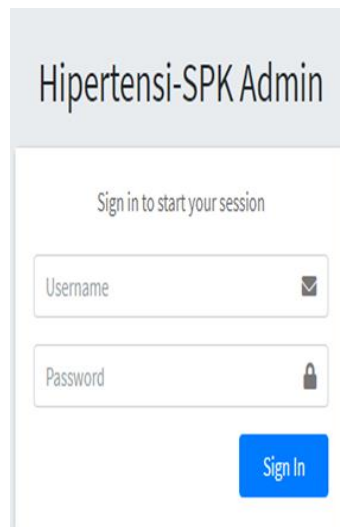 Hipertensi-SPK Admin
Sign in to start your session
Username
Password
Sign In